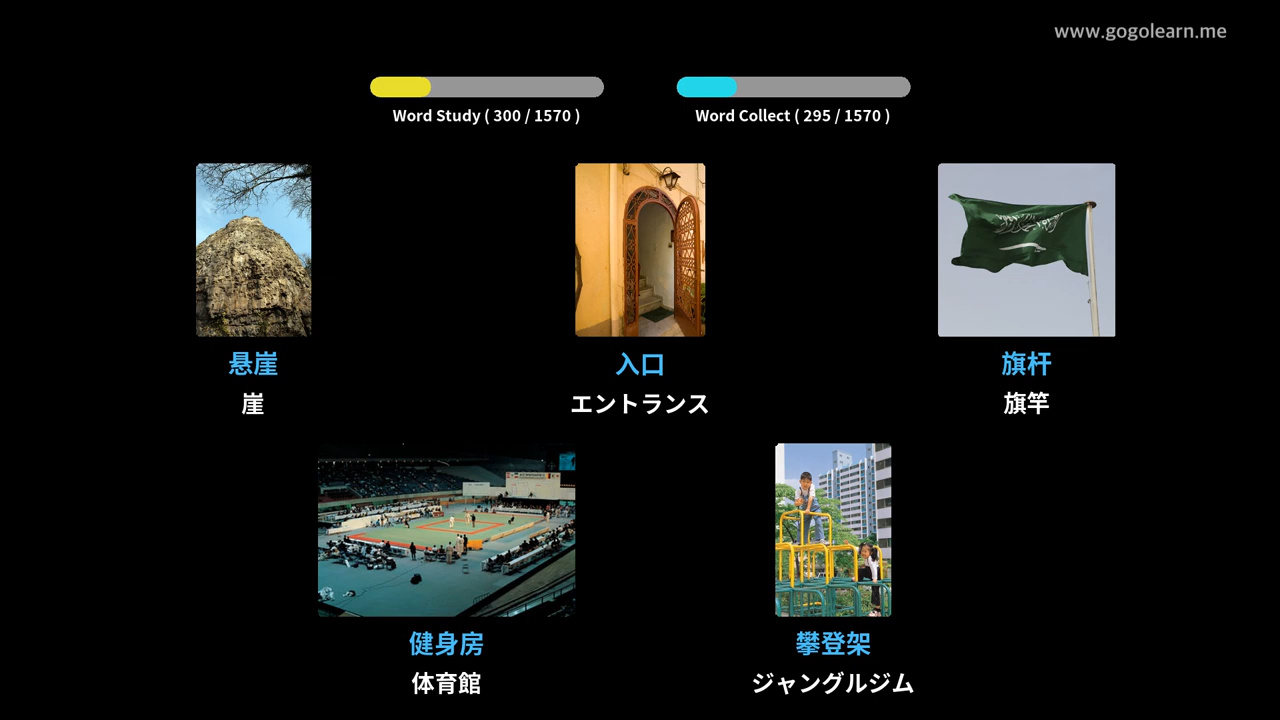 www.gogolearn.me
Word Study ( 300 / 1570 )
Word Collect ( 295 / 1570 )
悬崖
崖
入口
エントランス
旗杆
旗竿
健身房
体育館
攀登架
ジャングルジム